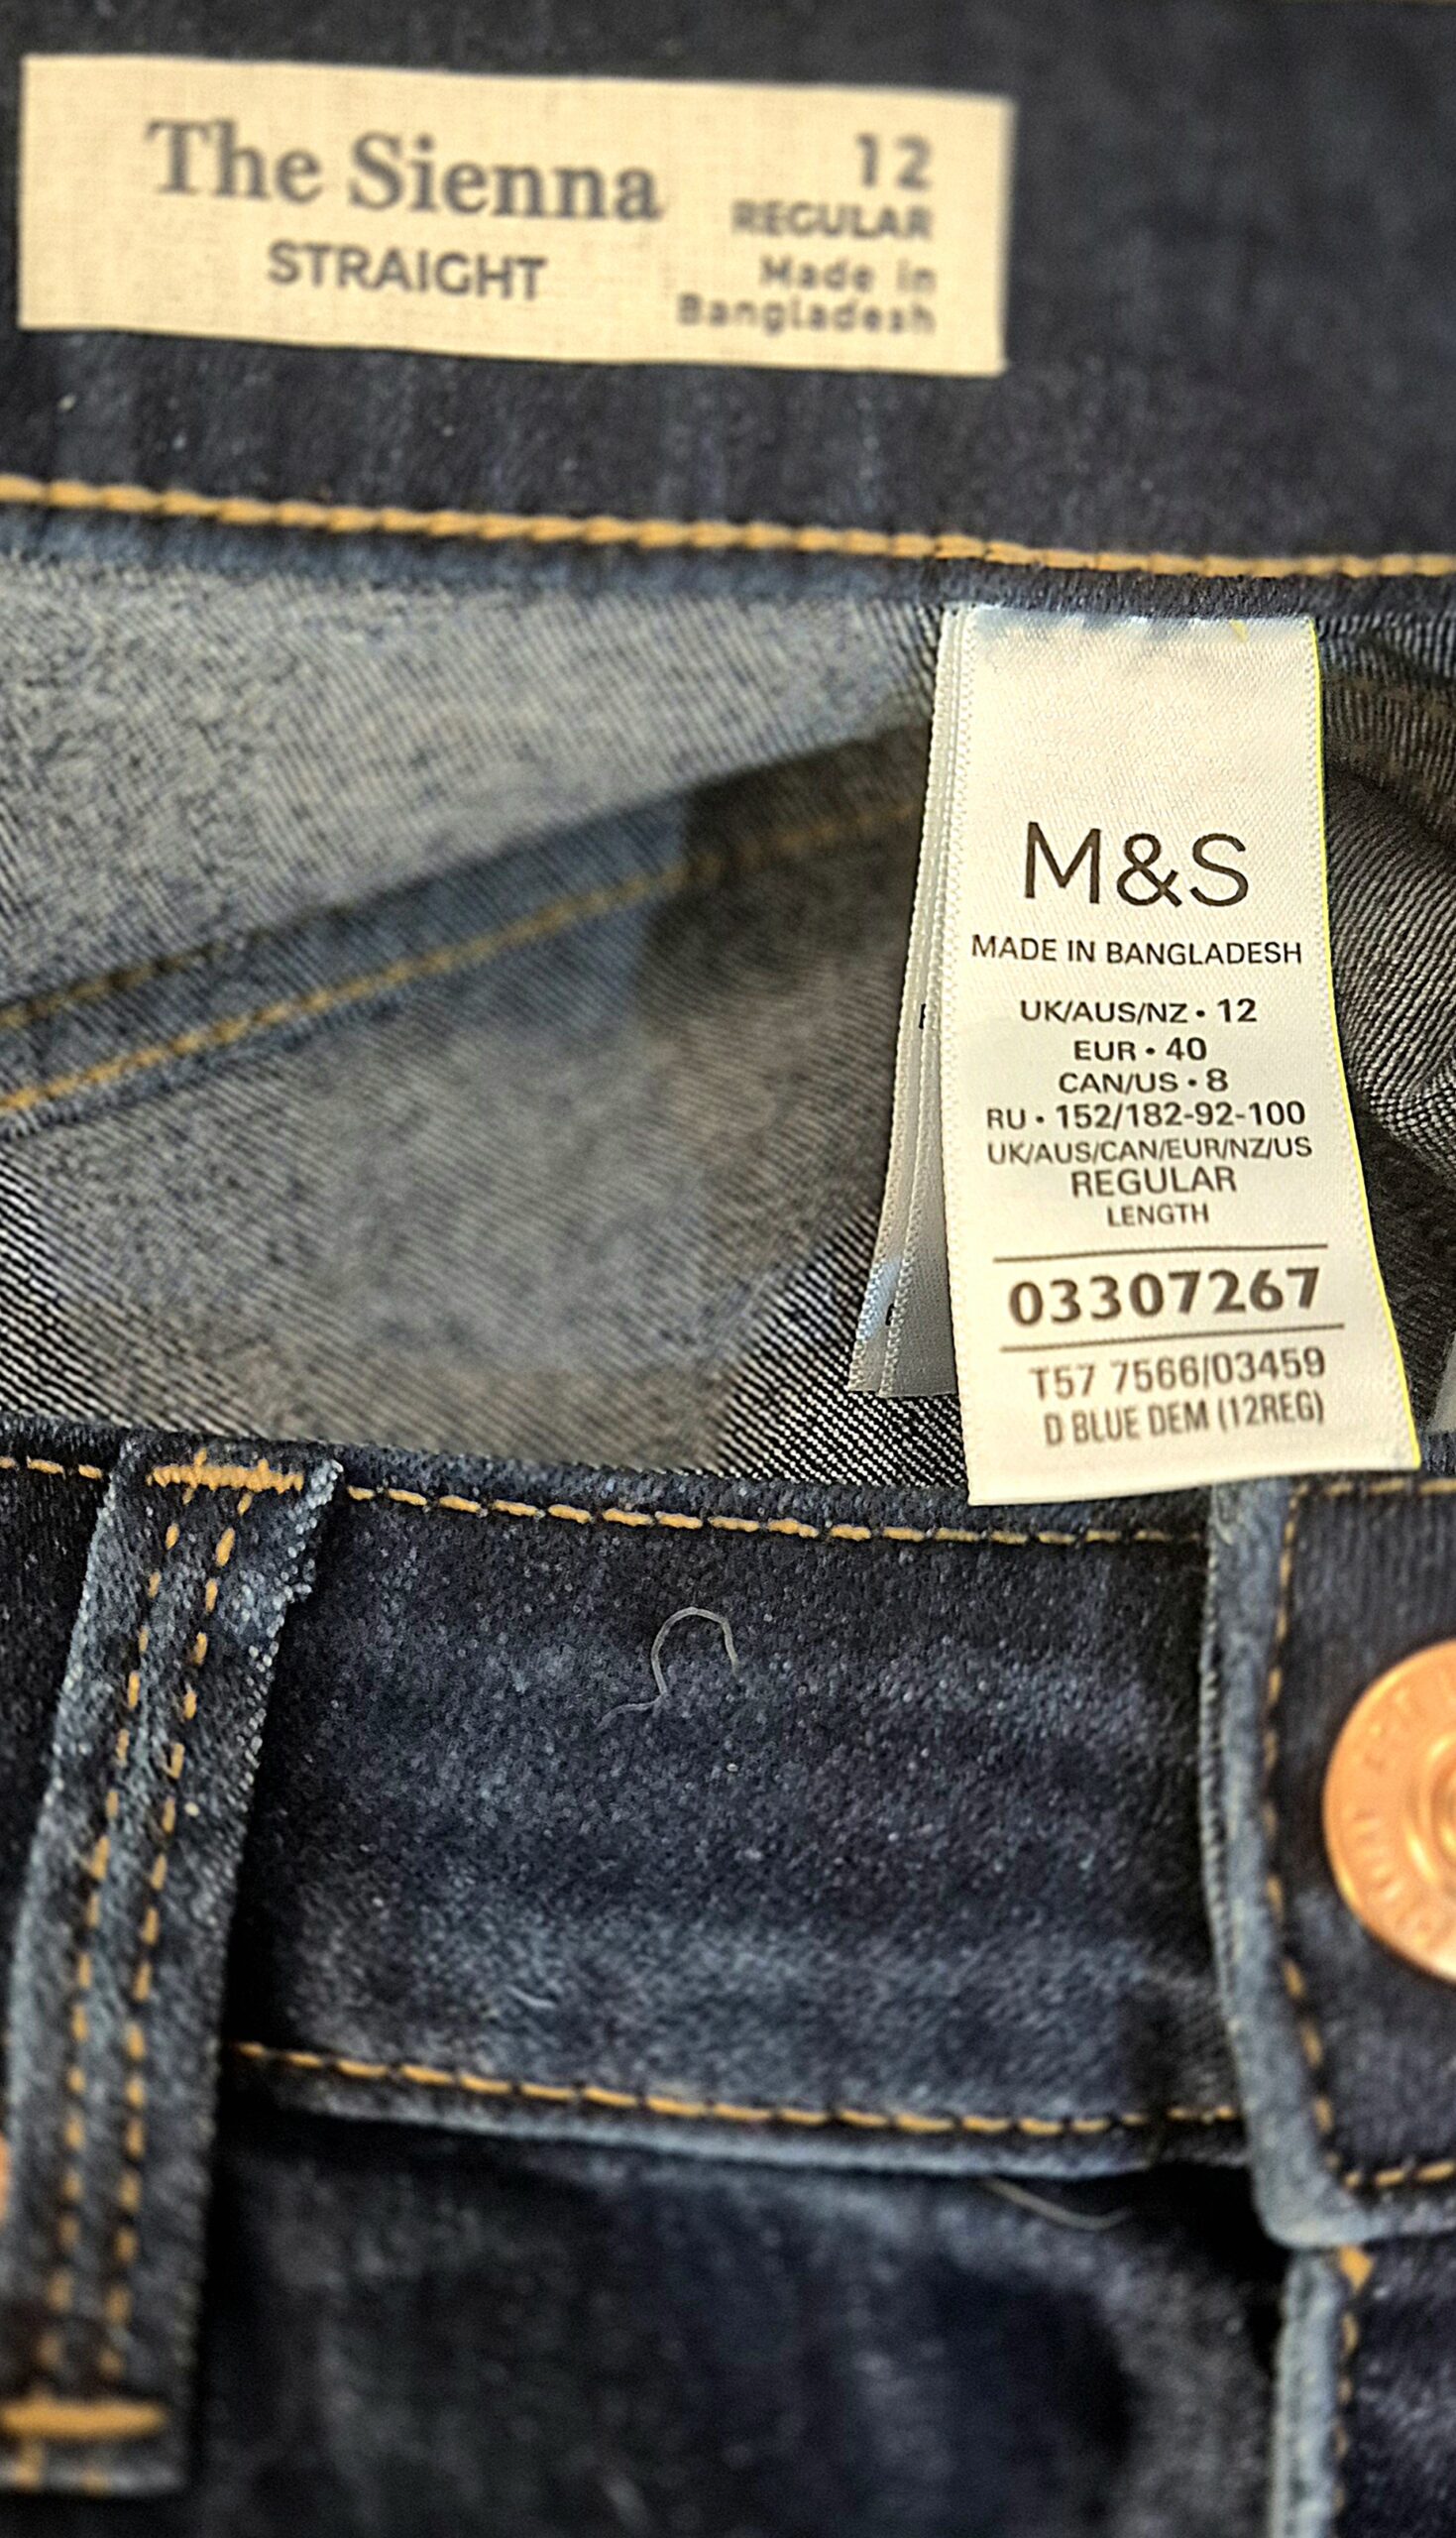 The Sienna
STRAIGHT
12
REGULAR
Made in
Bangladesh
M&S
MADE IN BANGLADESH
UK/AUS/NZ • 12
EUR • 40
CAN/US • 8
RU • 152/182-92-100
UK/AUS/CAN/EUR/NZ/US
REGULAR
LENGTH
03307267
T57 7566/03459
D BLUE DEM (12REG)